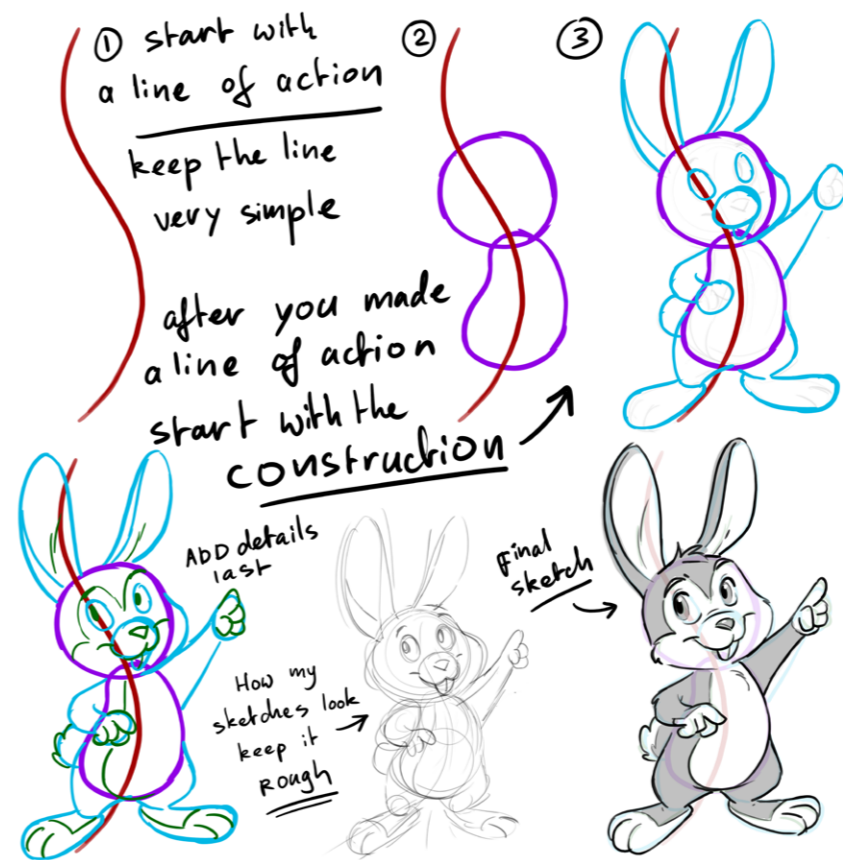 ① start with
a line of action
keep the line
very simple
②
③
after you made
a line of action
start with the
construction
ADD details
last
How my
sketches look
keep it
ROUGH
Final
sketch